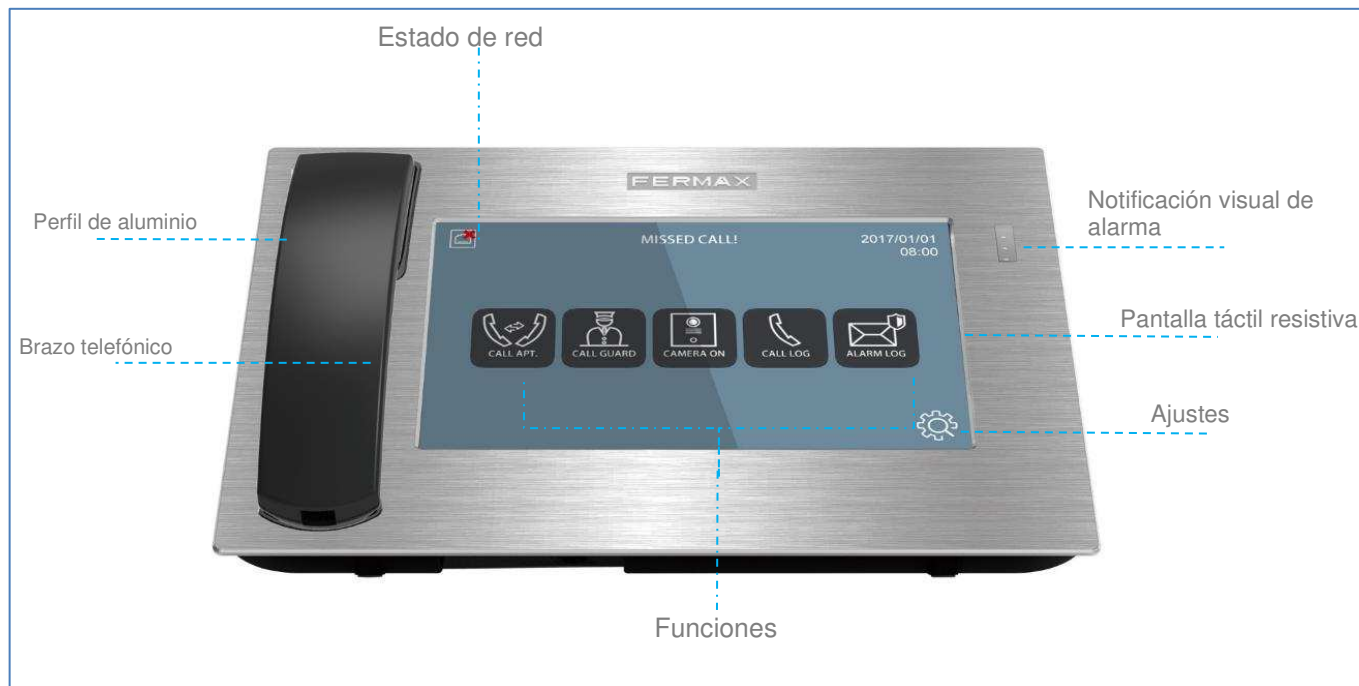 Estado de red
FERMAX
Perfil de aluminio
Notificación visual de
alarma
MISSED CALL!
2017/01/01
08:00
Pantalla táctil resistiva
Brazo telefónico
CALL APT.
CALL GUARD
CAMERA ON
CALL LOG
ALARM LOG
Ajustes
Funciones